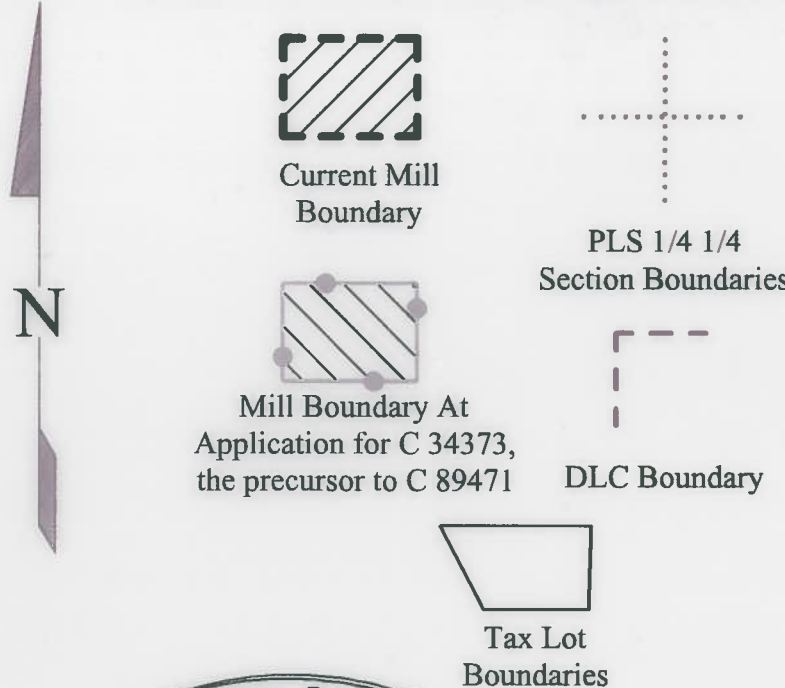 Current Mill
Boundary
PLS 1/4 1/4
Section Boundaries
N
Mill Boundary At
Application for C 34373,
the precursor to C 89471
DLC Boundary
Tax Lot
Boundaries